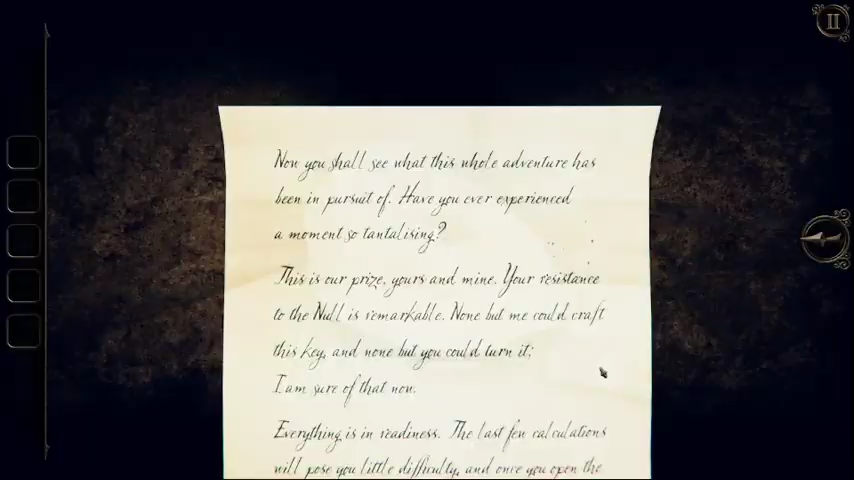 Now you shall see what this whole adventure has
been in pursuit of. Have you ever experienced
a moment so tantalising?
This is our prize, yours and mine. Your resistance
to the Null is remarkable. None but me could craft
this key, and none but you could turn it;
I am sure of that now.
Everything is in readiness. The last few calculations
will pose you little difficulty, and once you open the